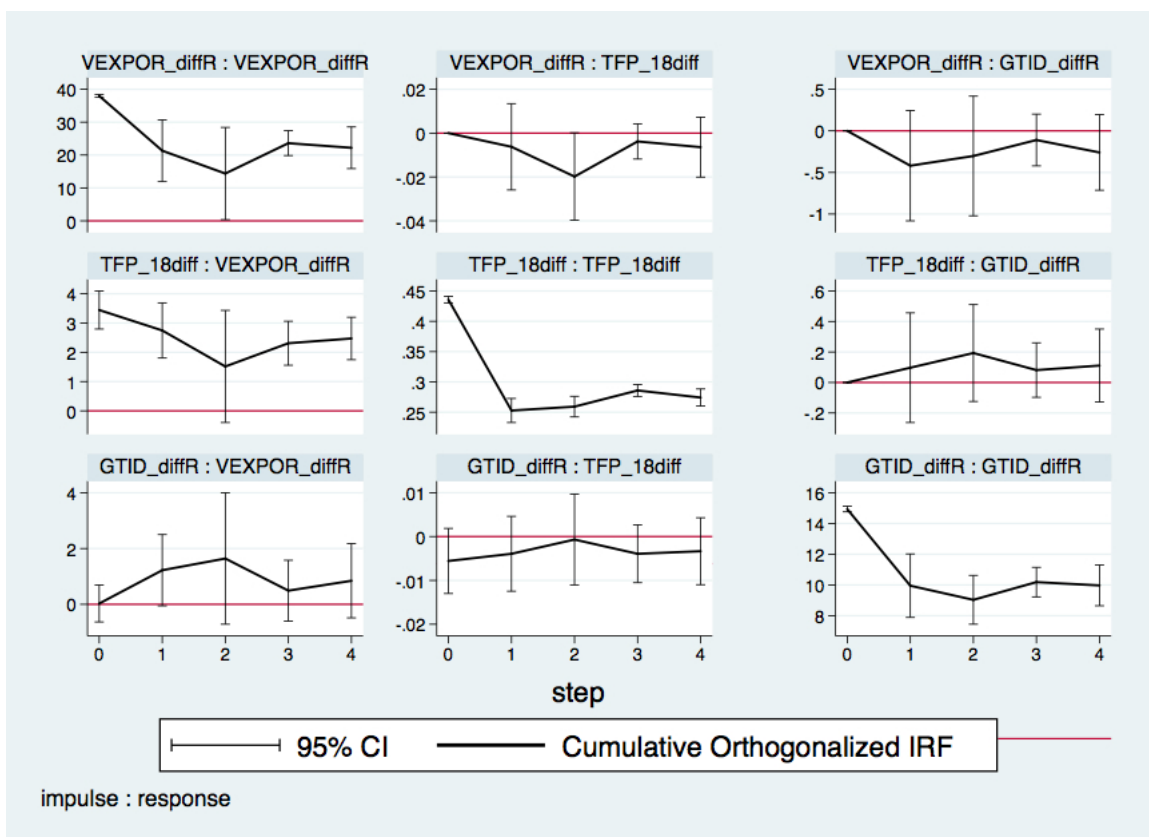 VEXPOR_diffR : VEXPOR_diffR
VEXPOR_diffR : TFP_18diff
VEXPOR_diffR : GTID_diffR
40
30
20
10
0
.02
0
-.02
-.04
.5
0
-.5
-1
TFP_18diff : VEXPOR_diffR
TFP_18diff : TFP_18diff
TFP_18diff : GTID_diffR
4
3
2
1
0
.45
.4
.35
.3
.25
.6
.4
.2
0
-.2
GTID_diffR : VEXPOR_diffR
GTID_diffR : TFP_18diff
GTID_diffR : GTID_diffR
4
2
0
.01
0
-.01
-.02
16
14
12
10
8
0 1 2 3 4
0 1 2 3 4
0 1 2 3 4
step
95% CI
Cumulative Orthogonalized IRF
impulse : response